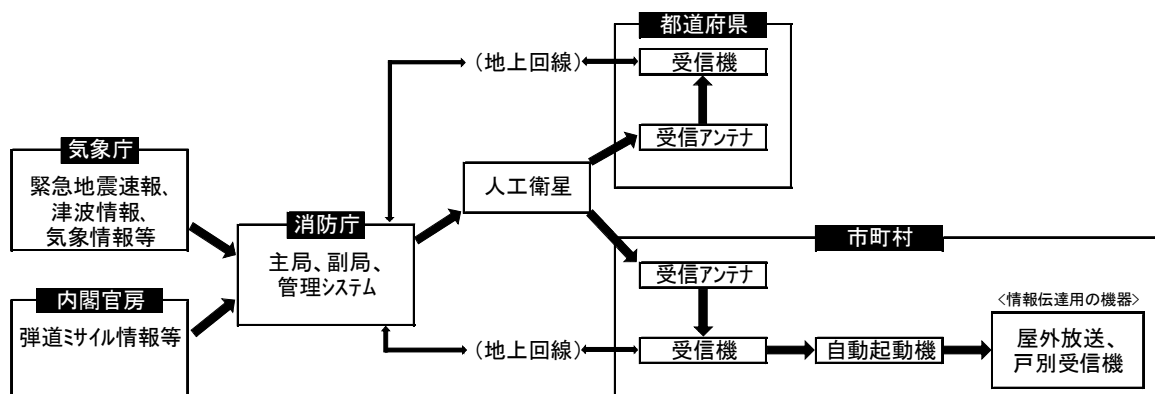 都道府県
（地上回線）
受信機
受信アンテナ
気象庁
緊急地震速報、
津波情報、
気象情報等
人工衛星
消防庁
主局、副局、
管理システム
市町村
受信アンテナ
内閣官房
弾道ミサイル情報等
（地上回線）
受信機
自動起動機
<情報伝達用の機器>
屋外放送、
戸別受信機